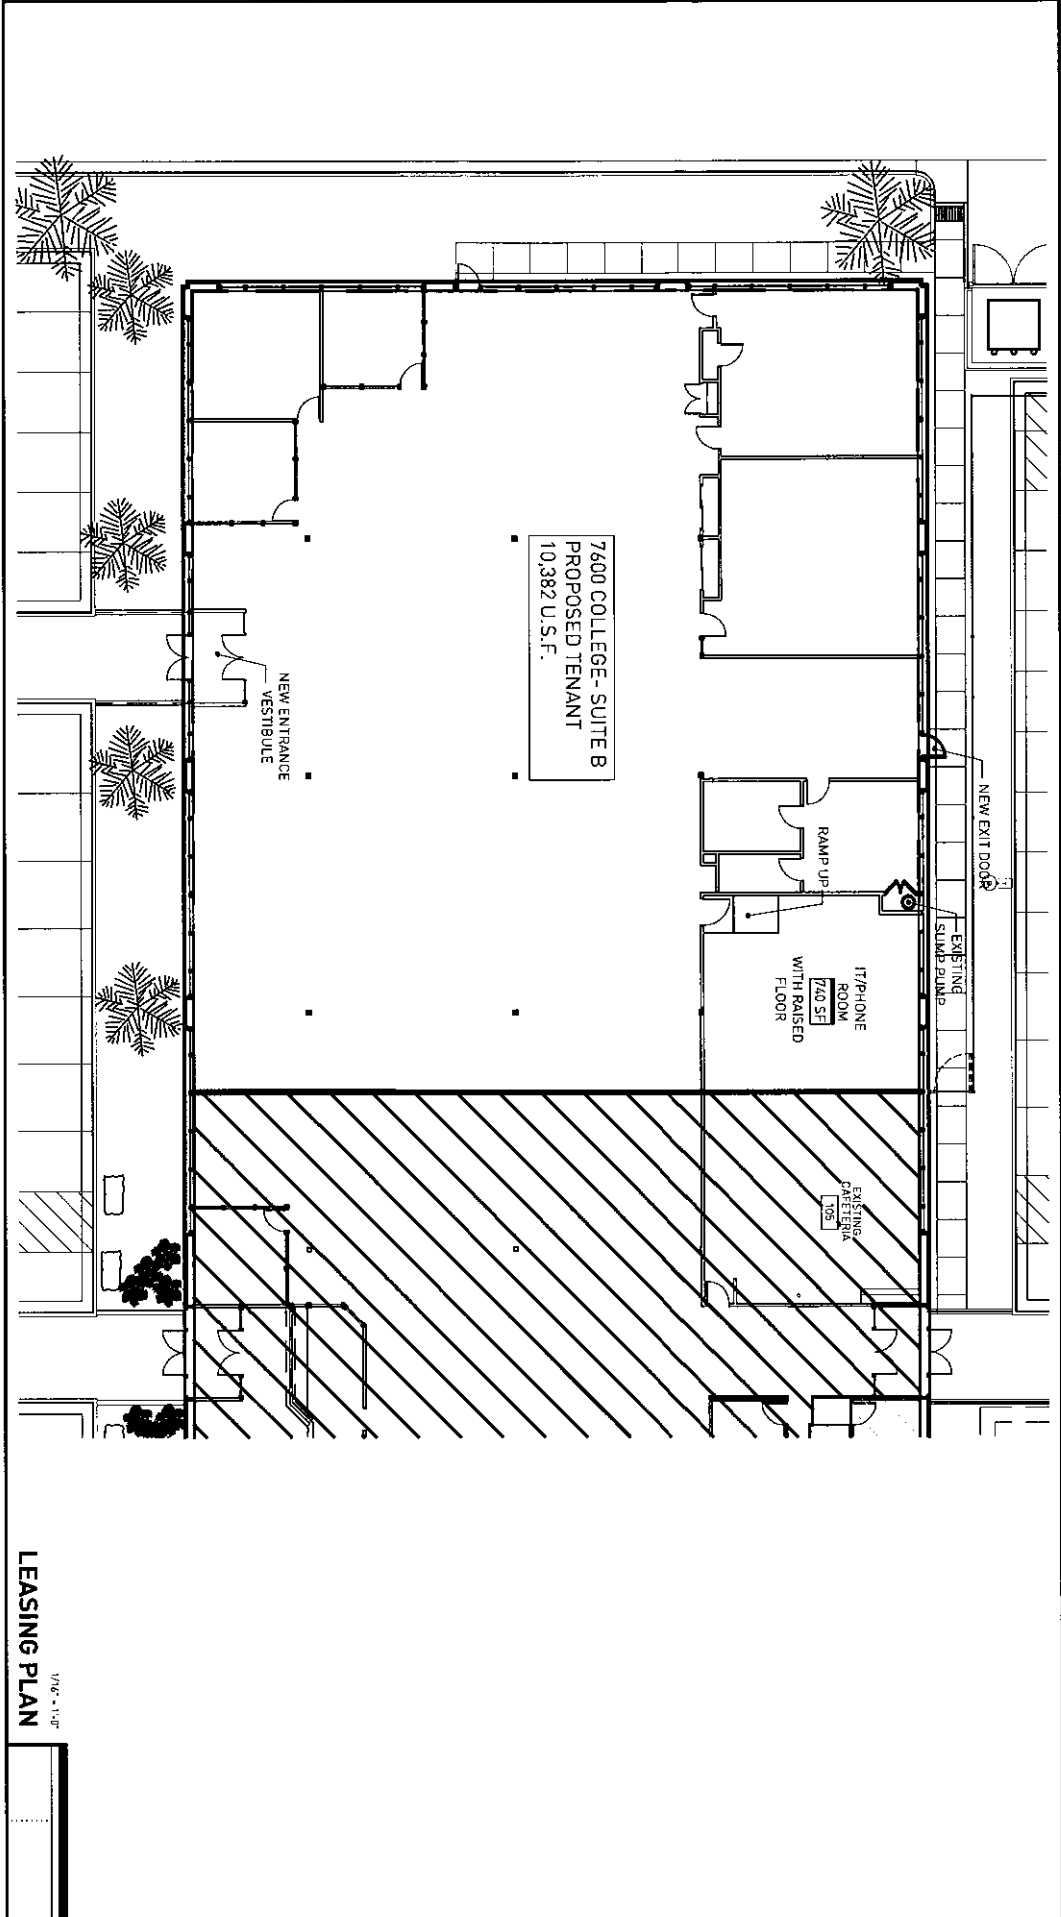 NEW EXIT DOOR
EXISTING
SUMP PUMP
IT/PHONE
ROOM
740 SF
WITH RAISED
FLOOR
RAMP UP
EXISTING
CAFETERIA
105
7600 COLLEGE- SUITE B
PROPOSED TENANT
10,382 U.S.F.
NEW ENTRANCE
VESTIBULE
1/16" = 1'-0"
LEASING PLAN